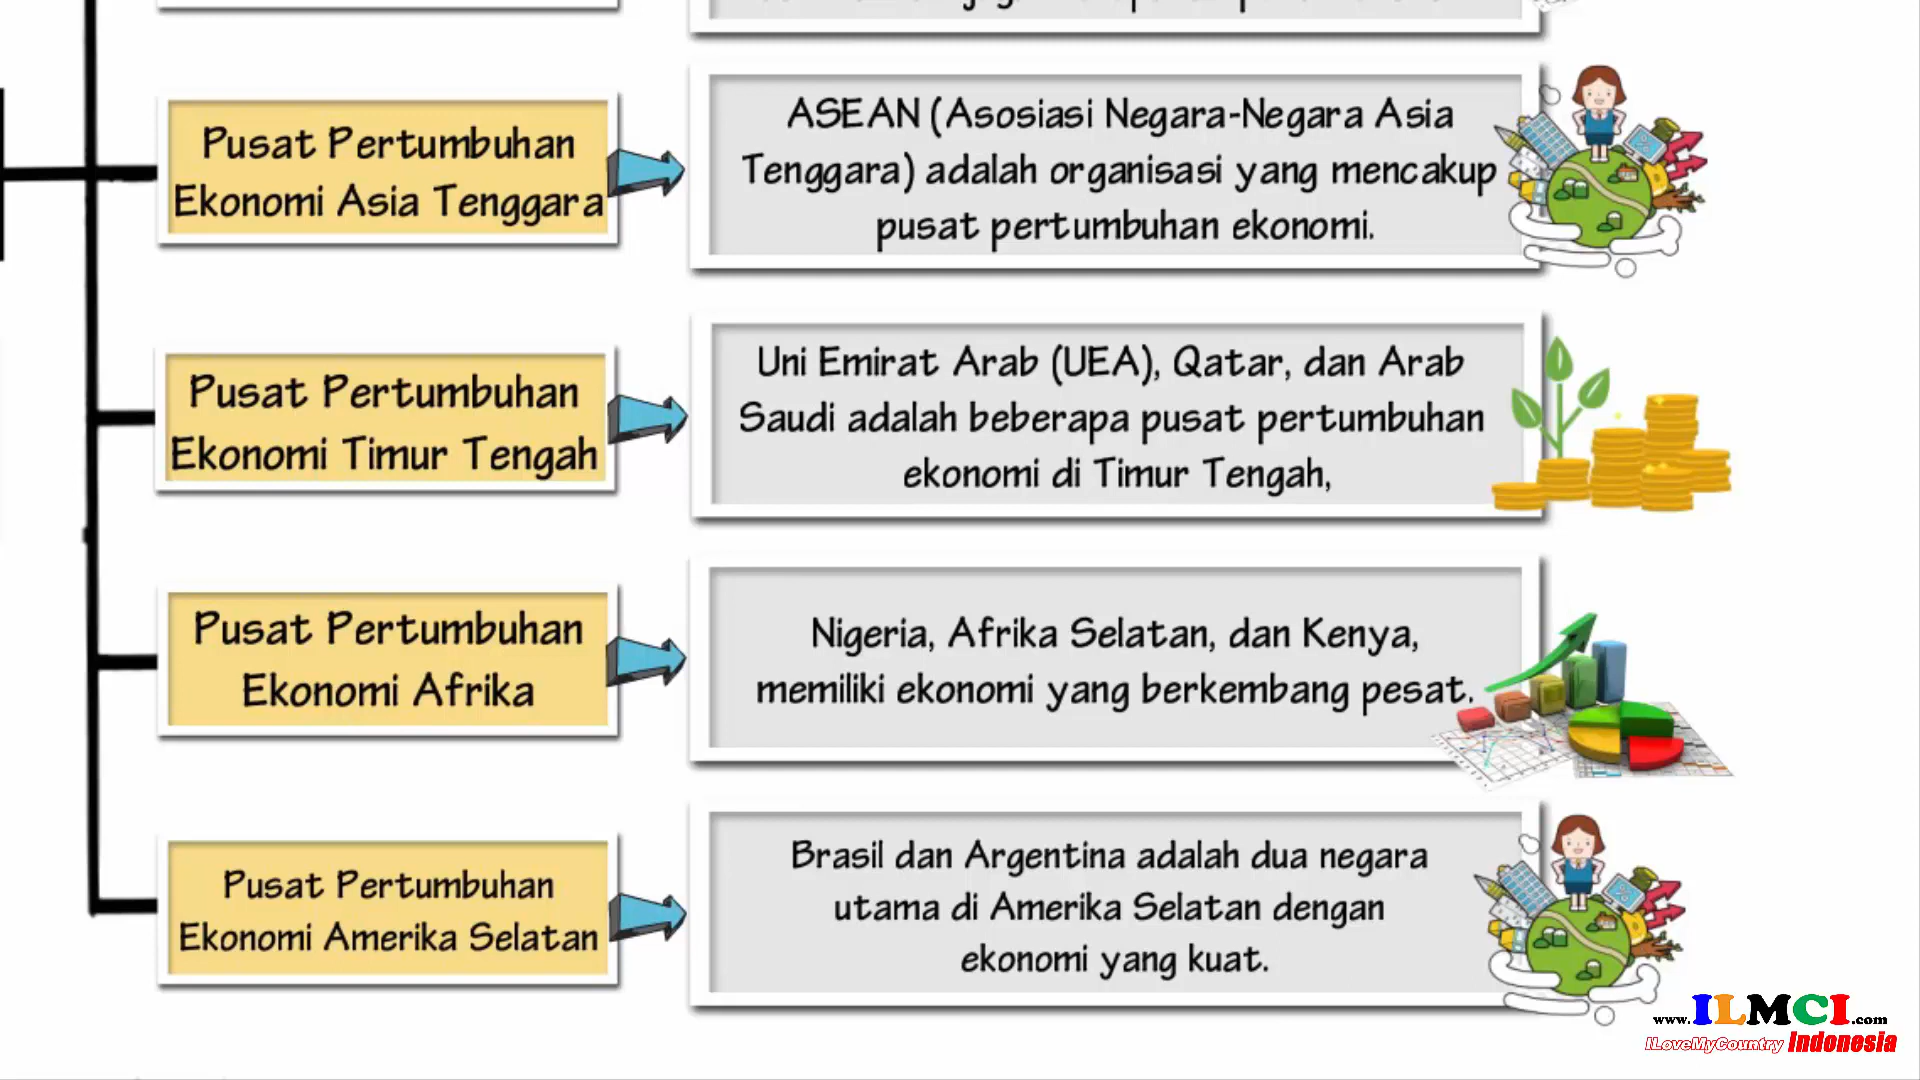 Pusat Pertumbuhan
Ekonomi Asia Tenggara
ASEAN (Asosiasi Negara-Negara Asia
Tenggara) adalah organisasi yang mencakup
pusat pertumbuhan ekonomi.
Pusat Pertumbuhan
Ekonomi Timur Tengah
Uni Emirat Arab (UEA), Qatar, dan Arab
Saudi adalah beberapa pusat pertumbuhan
ekonomi di Timur Tengah,
Pusat Pertumbuhan
Ekonomi Afrika
Nigeria, Afrika Selatan, dan Kenya,
memiliki ekonomi yang berkembang pesat.
Pusat Pertumbuhan
Ekonomi Amerika Selatan
Brasil dan Argentina adalah dua negara
utama di Amerika Selatan dengan
ekonomi yang kuat.
www.ILMCI.com
ILoveMyCountry Indonesia